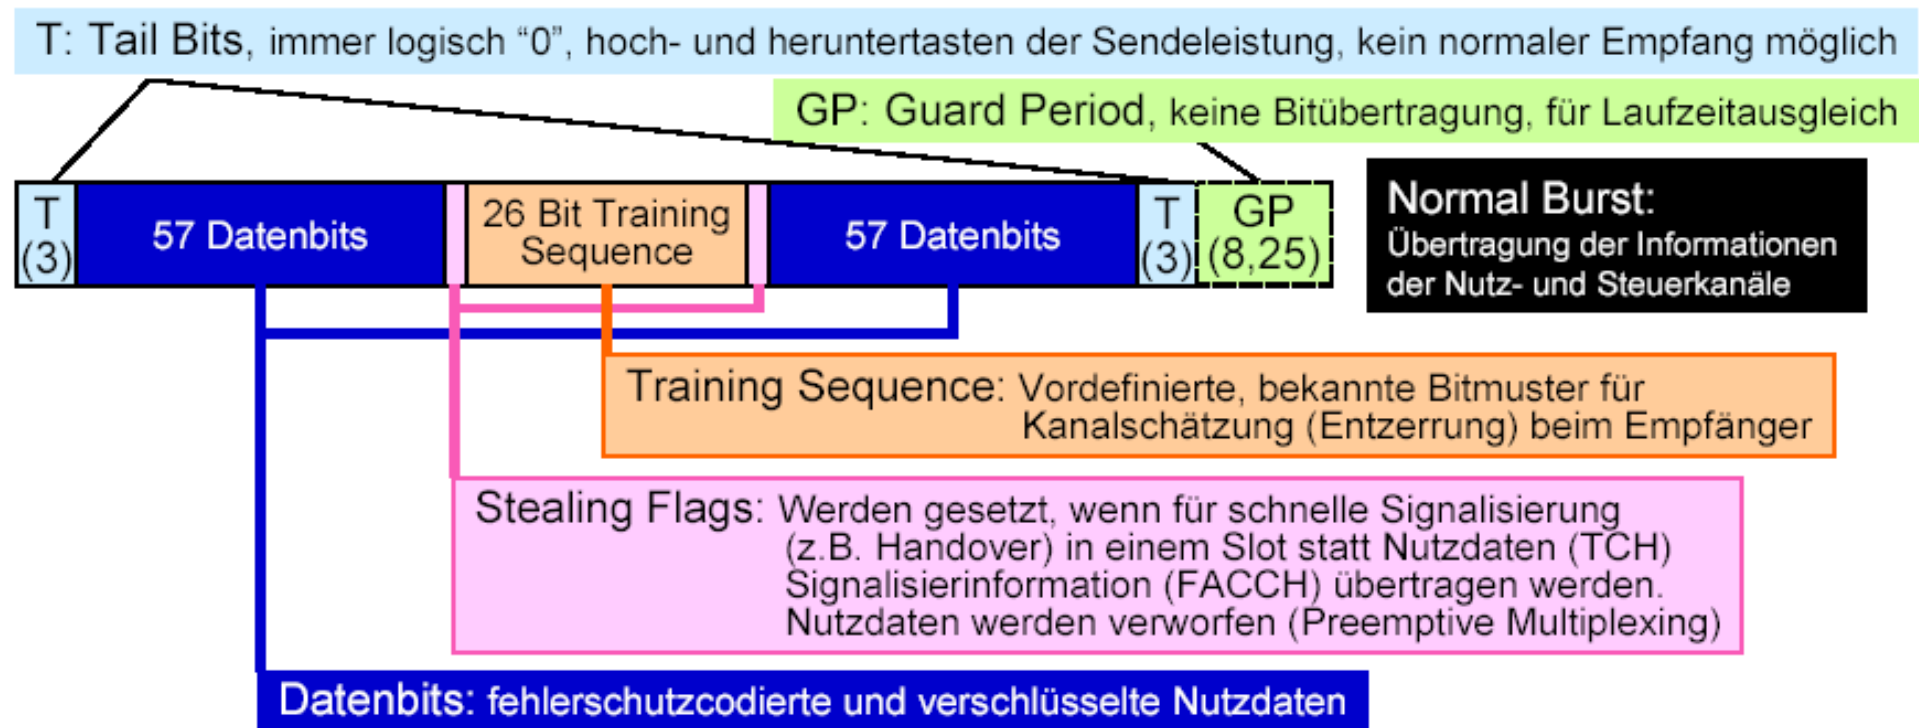 T: Tail Bits, immer logisch “0”, hoch- und heruntertasten der Sendeleistung, kein normaler Empfang möglich
GP: Guard Period, keine Bitübertragung, für Laufzeitausgleich
T
(3)
57 Datenbits
26 Bit Training
Sequence
57 Datenbits
T
(3)
GP
(8,25)
Normal Burst:
Übertragung der Informationen
der Nutz- und Steuerkanäle
Training Sequence: Vordefinierte, bekannte Bitmuster für
Kanalschätzung (Entzerrung) beim Empfänger
Stealing Flags: Werden gesetzt, wenn für schnelle Signalisierung
(z.B. Handover) in einem Slot statt Nutzdaten (TCH)
Signalisierinformation (FACCH) übertragen werden.
Nutzdaten werden verworfen (Preemptive Multiplexing)
Datenbits: fehlerschutzcodierte und verschlüsselte Nutzdaten